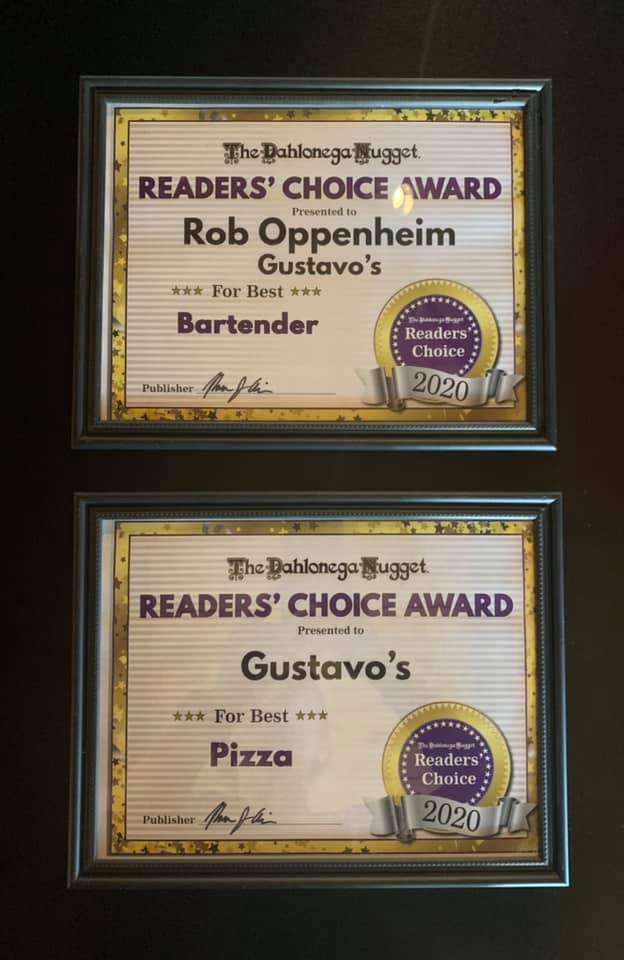 The Dahlonega Nugget.
READERS' CHOICE AWARD
Presented to
Rob Oppenheim
Gustavo's
For Best
Bartender
Publisher
The Dahlonega Nugget
Readers'
Choice
2020
The Dahlonega Nugget.
READERS' CHOICE AWARD
Presented to
Gustavo's
For Best
Pizza
Publisher
The Dahlonega Nugget
Readers'
Choice
2020